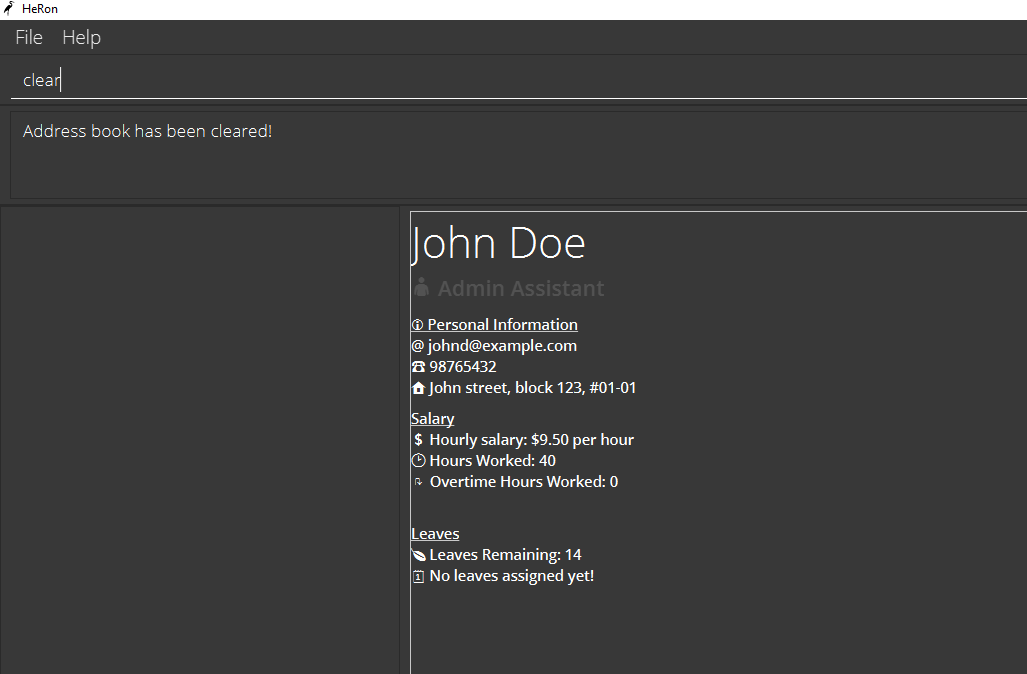 HeRon
File Help
clear
Address book has been cleared!
John Doe
Admin Assistant
Personal Information
@ johnd@example.com
98765432
John street, block 123, #01-01
Salary
$ Hourly salary: $9.50 per hour
Hours Worked: 40
Overtime Hours Worked: 0
Leaves
Leaves Remaining: 14
No leaves assigned yet!